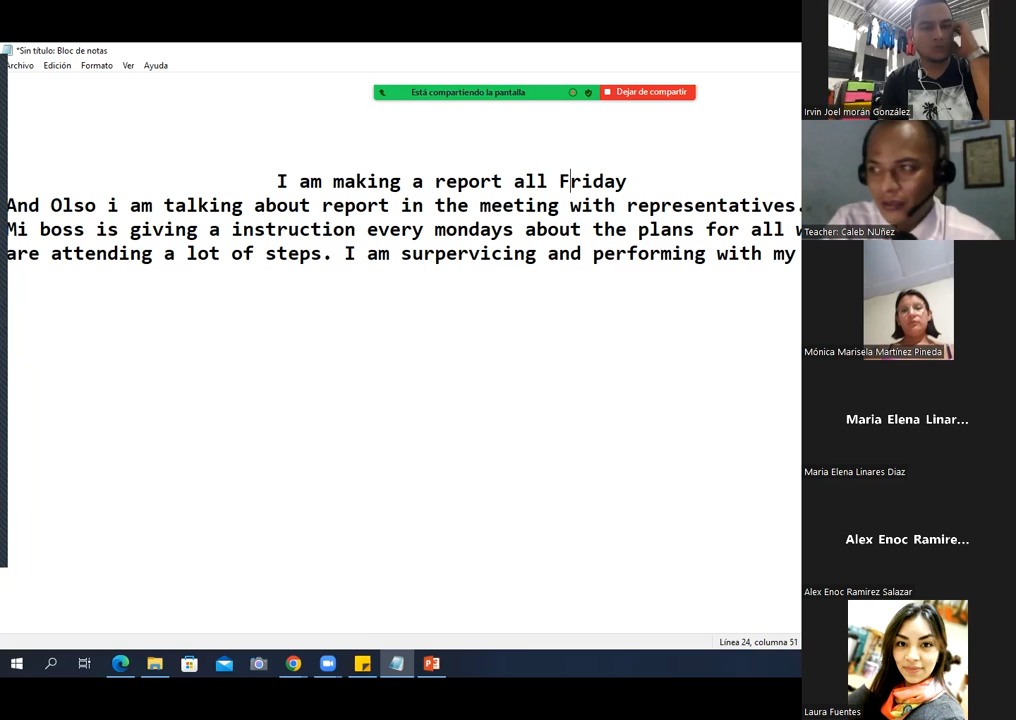 *Sin título: Bloc de notas
Archivo Edición Formato Ver Ayuda
Está compartiendo la pantalla Dejar de compartir
I am making a report all Friday
And Olso i am talking about report in the meeting with representatives.
Mi boss is giving a instruction every mondays about the plans for all
are attending a lot of steps. I am surpervicing and performing with my
Línea 24, columna 51
Irvin Joel morán González
Teacher: Caleb NUñez
Mónica Marisela Martínez Pineda
Maria Elena Linar...
Maria Elena Linares Diaz
Alex Enoc Ramire...
Alex Enoc Ramirez Salazar
Laura Fuentes